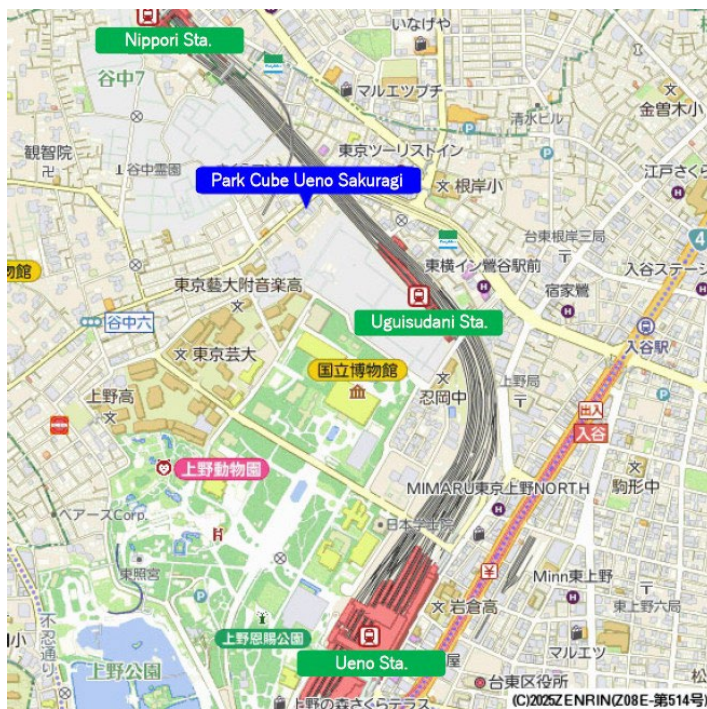 Nippori Sta.
いなげや
谷中7
マルエツプチ
金曽木小
清水ビル
観智院
谷中霊園
東京ツーリストイン
江戸さくら
Park Cube Ueno Sakuragi
根岸小
台東根岸三局
4
物館
東横イン鶯谷駅前
入谷ステージ
東京藝大附音楽高
宿家鶯
谷中六
Uguisudani Sta.
入谷駅
東京芸大
国立博物館
上野局
忍岡中
上野高
出入
入谷
上野動物園
MIMARU東京上野NORTH
駒形中
ベアーズCorp.
日本学士院
東照宮
Minn東上野
岩倉高
東上野六局
不忍通り
上野恩賜公園
Ueno Sta.
屋
マルエツ
上野公園
台東区役所
松
上野の森さくらテラス
(C)2025ZENRIN(Z08E-第514号)